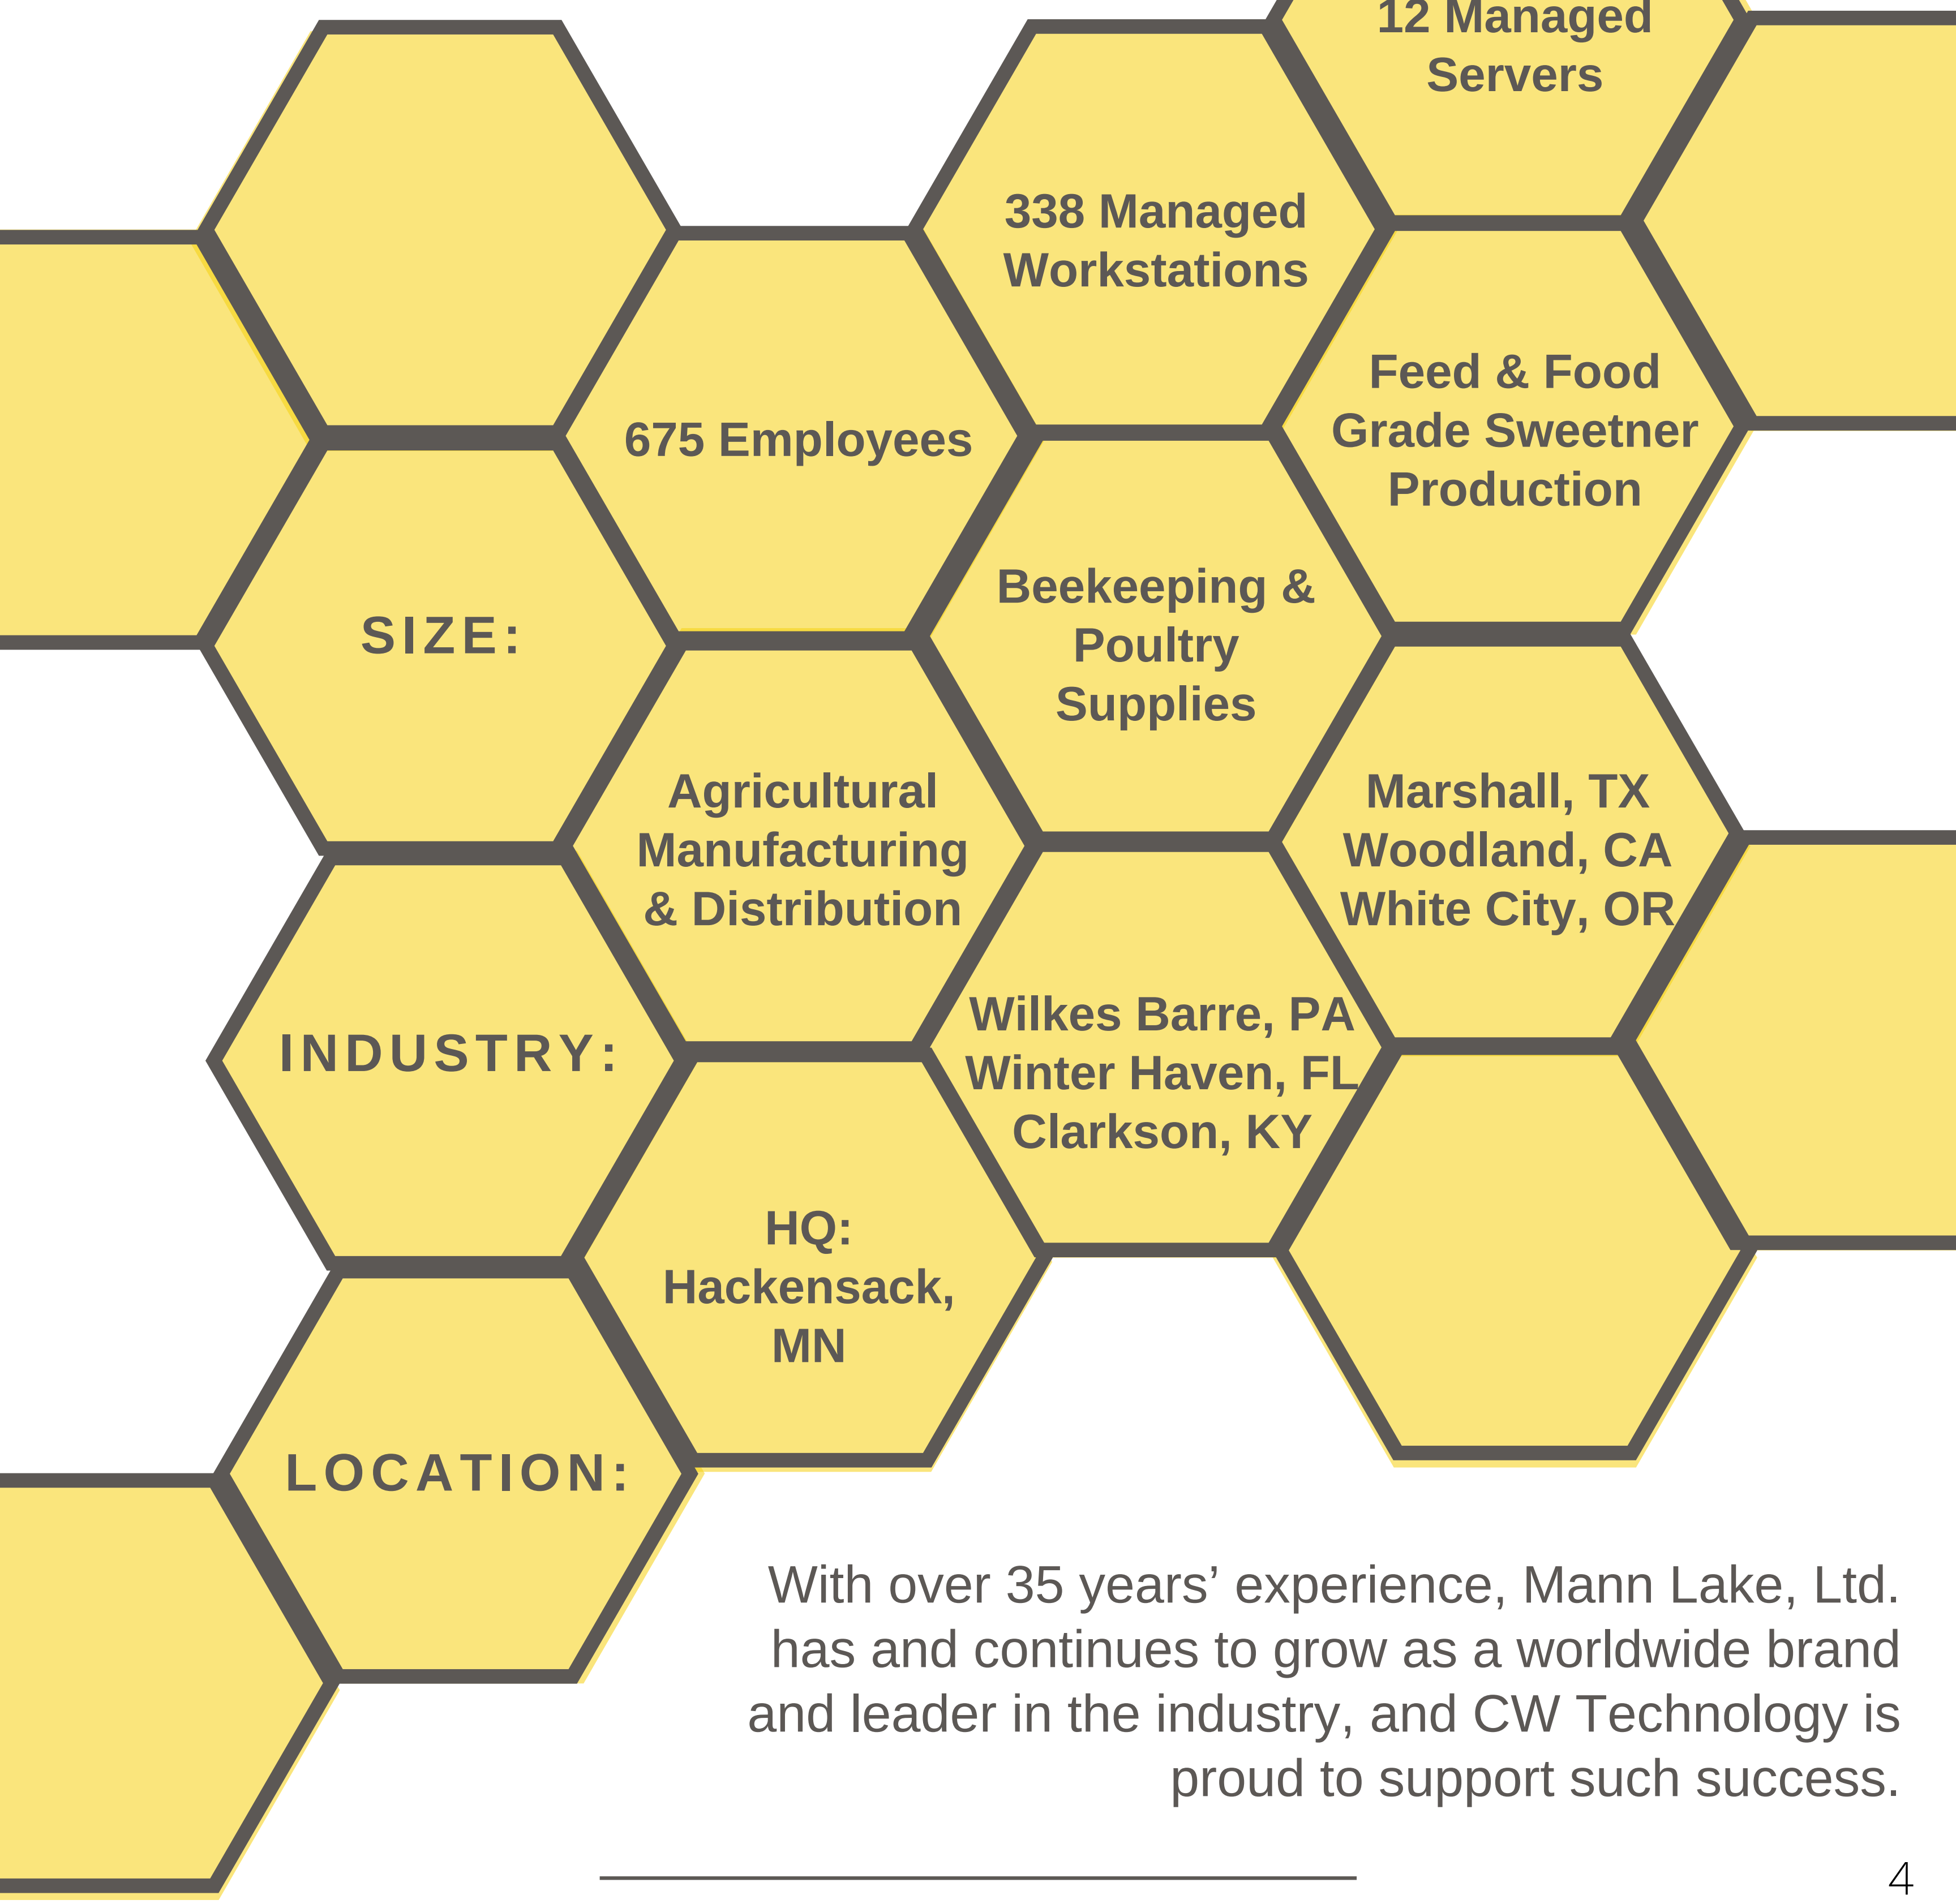 12 Managed
Servers
338 Managed
Workstations
675 Employees
SIZE:
Feed & Food
Grade Sweetner
Production
Beekeeping &
Poultry
Supplies
Agricultural
Manufacturing
& Distribution
INDUSTRY:
Marshall, TX
Woodland, CA
White City, OR
Wilkes Barre, PA
Winter Haven, FL
Clarkson, KY
HQ:
Hackensack,
MN
LOCATION:
With over 35 years’ experience, Mann Lake, Ltd.
has and continues to grow as a worldwide brand
and leader in the industry, and CW Technology is
proud to support such success.
4